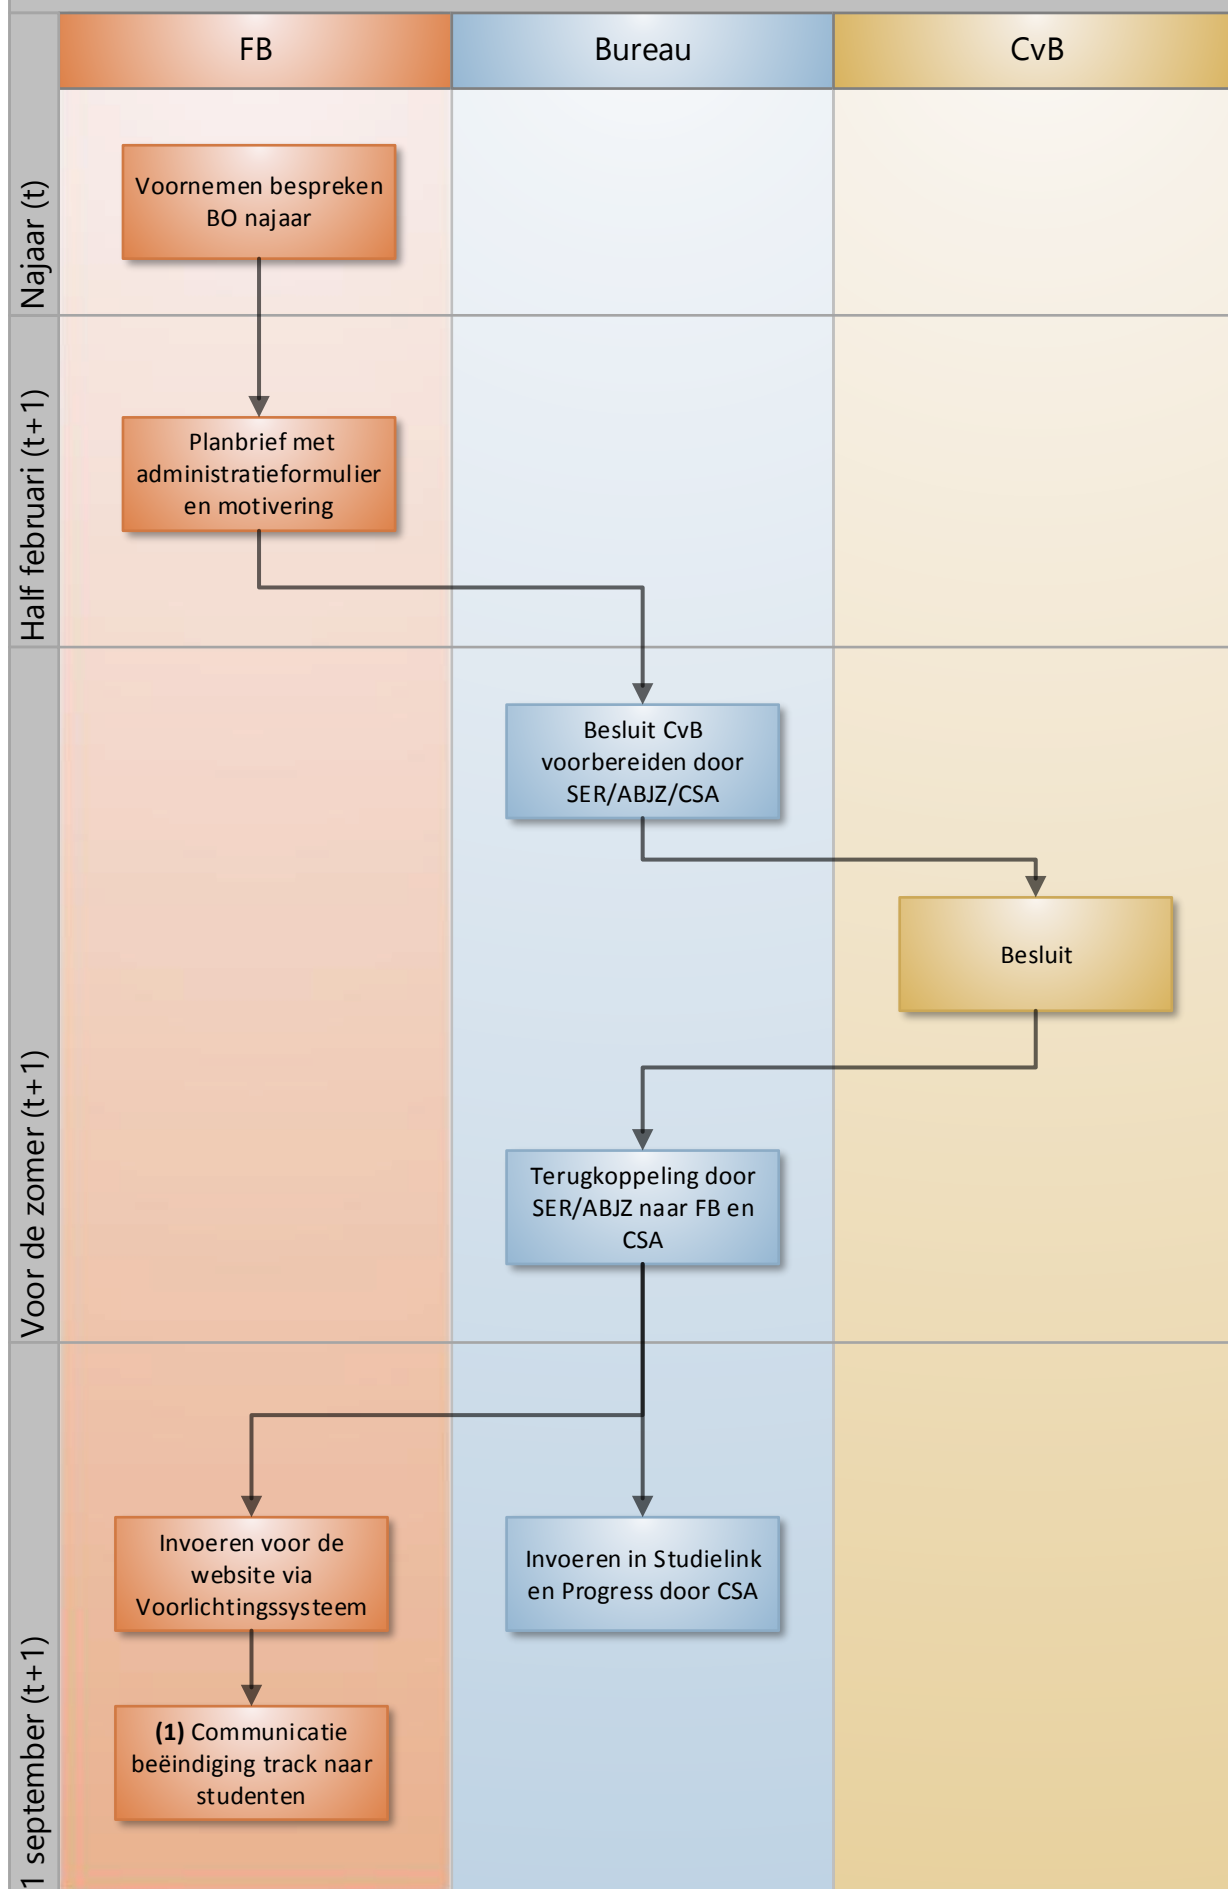 FB
Bureau
CvB
Najaar (t)
Voornemen bespreken
BO najaar
Half februari (t+1)
Planbrief met
administratieformulier
en motivering
Voor de zomer (t+1)
Besluit CvB
voorbereiden door
SER/ABJZ/CSA
Besluit
Terugkoppeling door
SER/ABJZ naar FB en
CSA
1 september (t+1)
Invoeren voor de
website via
Voorlichtingssysteem
Invoeren in Studielink
en Progress door CSA
(1) Communicatie
beëindiging track naar
studenten